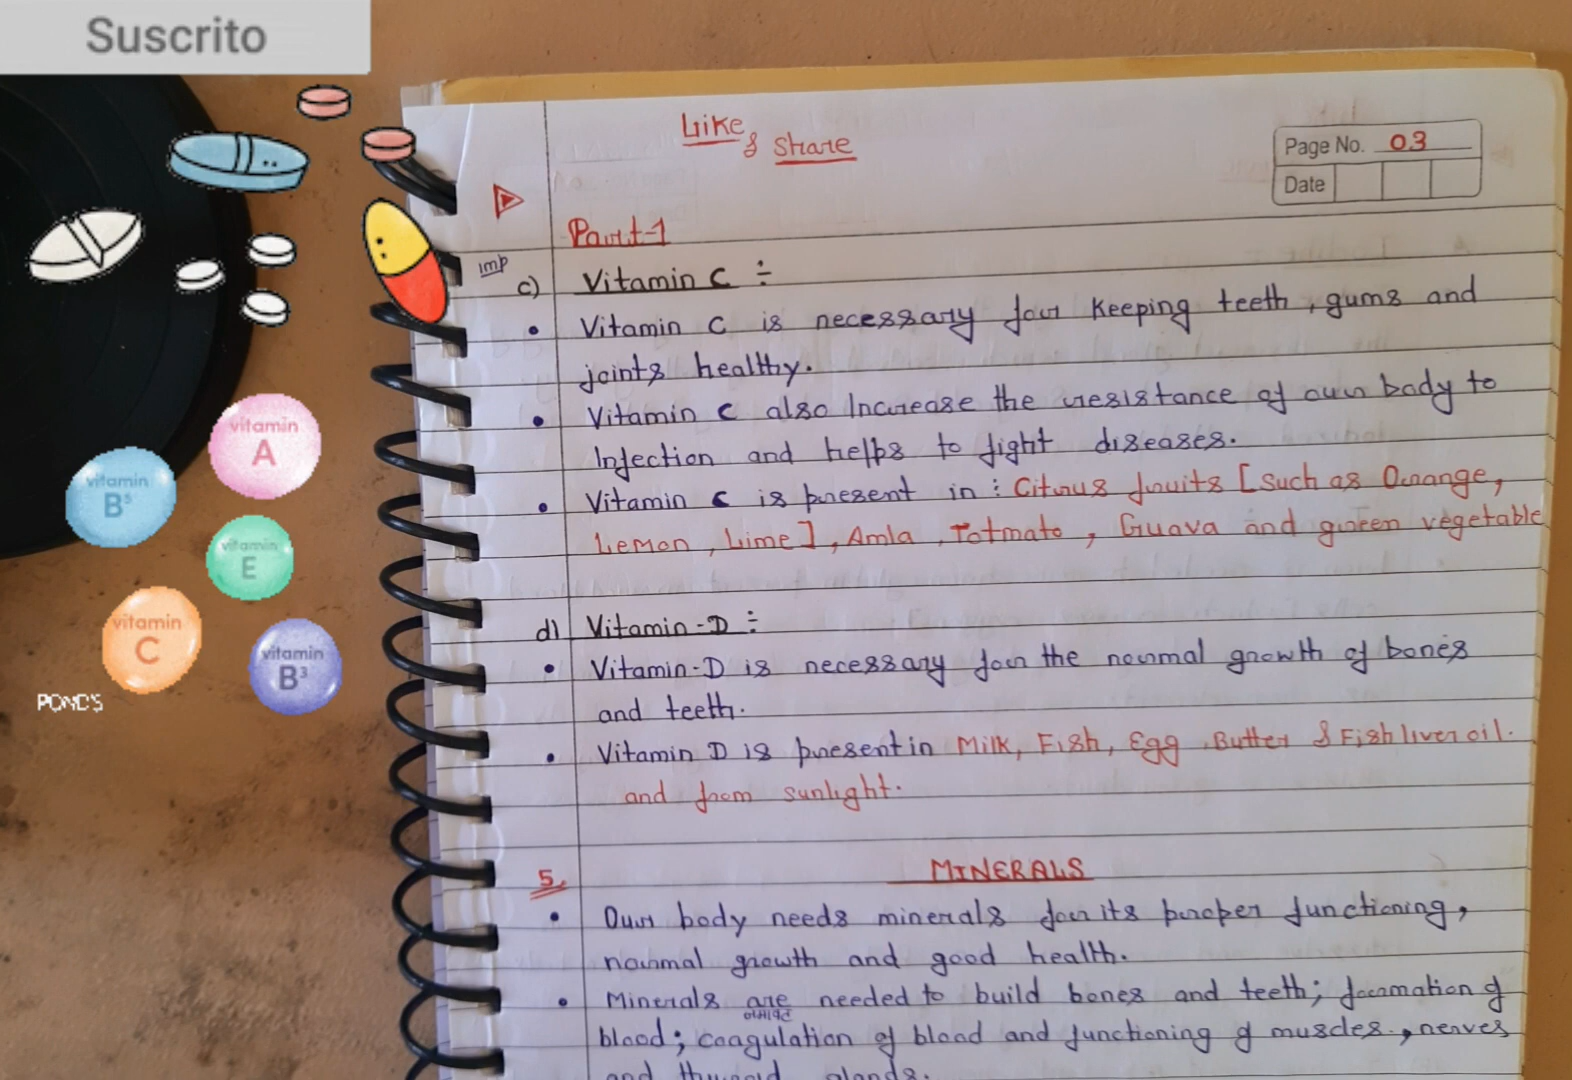 Suscrito
Like & Share
Page No. 03
Date
Part-1
imp
c) Vitamin C ÷
• Vitamin C is necessary for keeping teeth, gums and
joints healthy.
• Vitamin C also Increase the resistance of our body to
Infection and helps to fight diseases.
• Vitamin C is present in : Citrus fruits [such as Orange,
Lemon, Lime], Amla, Totmato, Guava and green vegetable
d) Vitamin-D ÷
• Vitamin-D is necessary for the normal growth of bones
and teeth.
• Vitamin D is present in Milk, Fish, Egg, Butter & Fish liver oil.
and from sunlight.
5. MINERALS
• Our body needs minerals for its proper functioning,
normal growth and good health.
• Minerals are needed to build bones and teeth; formation of
blood; coagulation of blood and functioning of muscles, nerves
and thyroid glands.
vitamin
A
vitamin
B⁵
vitamin
E
vitamin
C
vitamin
B³
POND'S